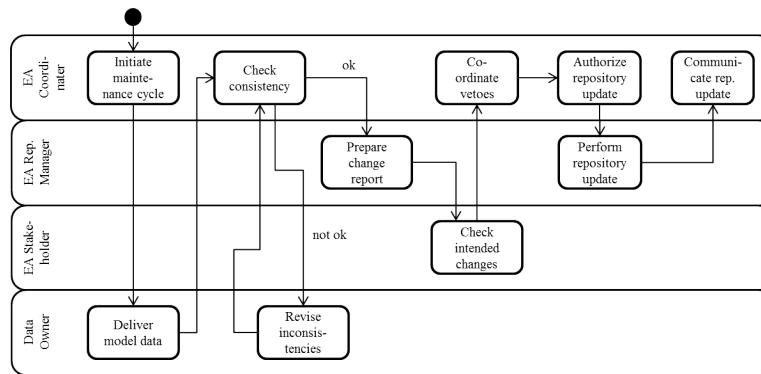 EA
Coordi-
nater
Initiate
mainte-
nance cycle
Check
consistency
ok
Co-
ordinate
vetoes
Authorize
repository
update
Communi-
cate rep.
update
EA Rep.
Manager
Prepare
change
report
Perform
repository
update
EA Stake-
holder
not ok
Check
intended
changes
Data
Owner
Deliver
model data
Revise
inconsis-
tencies